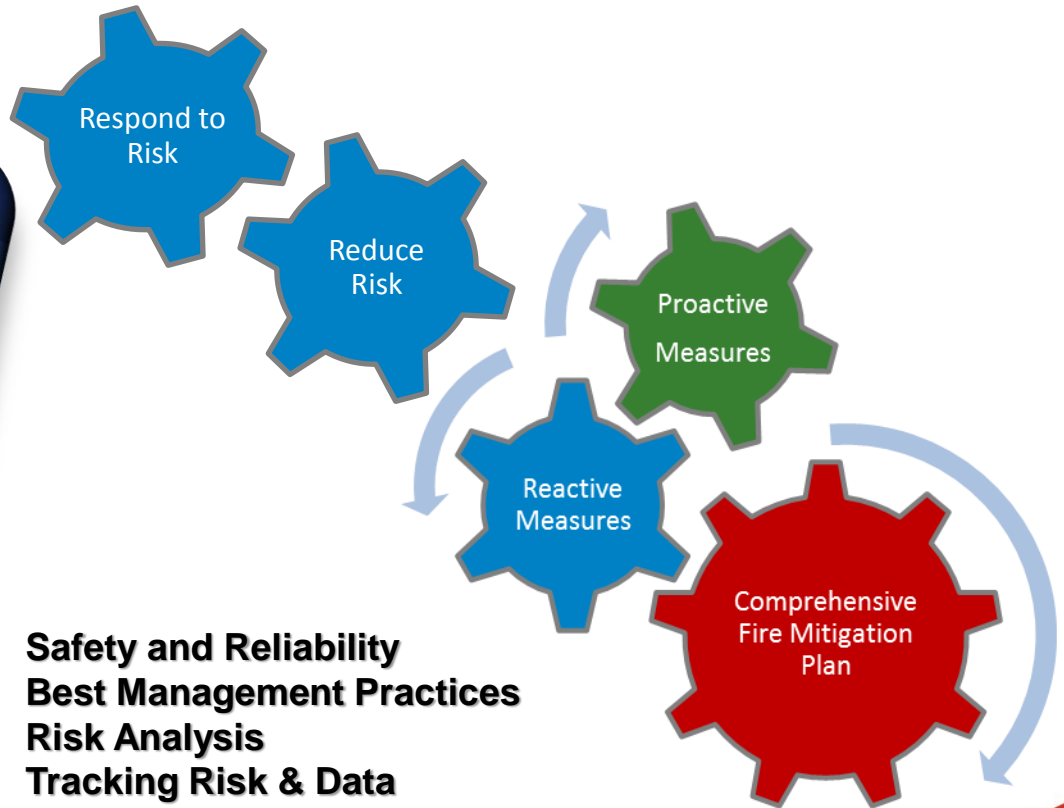 Respond to
Risk
Reduce
Risk
Proactive
Measures
Reactive
Measures
Comprehensive
Fire Mitigation
Plan
Safety and Reliability
Best Management Practices
Risk Analysis
Tracking Risk & Data